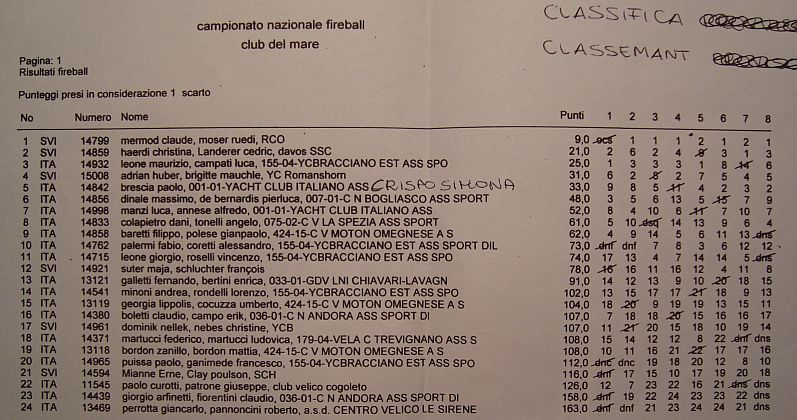 CLASSIFICA
CLASSEMANT
campionato nazionale fireball
club del mare
Pagina: 1
Risultati fireball
Punteggi presi in considerazione 1 scarto
No Numero Nome Punti 1 2 3 4 5 6 7 8
1 SVI 14799 mermod claude, moser ruedi, RCO 9,0 ocs 1 1 1 2 1 2 1
2 SVI 14859 haerdi christina, Landerer cedric, davos SSC 21,0 2 6 2 4 8 3 1 3
3 ITA 14932 leone maurizio, campati luca, 155-04-YCBRACCIANO EST ASS SPO 25,0 1 3 3 3 1 8 14 6
4 SVI 15008 adrian huber, brigitte mauchle, YC Romanshorn 31,0 6 2 8 2 7 5 4 5
5 ITA 14842 brescia paolo, 001-01-YACHT CLUB ITALIANO ASS CRISPO SIMONA 33,0 9 8 5 11 4 2 3 2
6 ITA 14856 dinale massimo, de bernardis pierluca, 007-01-C N BOGLIASCO ASS SPORT 48,0 3 5 6 13 5 15 7 9
7 ITA 14998 manzi luca, annese alfredo, 001-01-YACHT CLUB ITALIANO ASS 52,0 8 4 10 6 11 7 10 7
8 ITA 14833 colapietro dani, tonelli angelo, 075-02-C V LA SPEZIA ASS SPORT 61,0 5 10 dsq 14 13 9 6 4
9 ITA 14858 baretti filippo, polese gianpaolo, 424-15-C V MOTON OMEGNESE A S 62,0 4 9 14 5 6 11 13 dns
10 ITA 14762 palermi fabio, coretti alessandro, 155-04-YCBRACCIANO EST ASS SPORT DIL 73,0 dnf dnf 7 8 3 6 12 12
11 ITA 14715 leone giorgio, roselli vincenzo, 155-04-YCBRACCIANO EST ASS SPO 74,0 17 13 4 7 14 14 5 dns
12 SVI 14921 suter maja, schluchter françois 78,0 16 16 11 16 12 4 11 8
13 ITA 12121 galletti fernando, bertini enrica, 033-01-GDV LNI CHIAVARI-LAVAGN 91,0 14 12 13 9 10 20 18 15
14 ITA 14541 minoni andrea, rondelli lorenzo, 155-04-YCBRACCIANO EST ASS SPO 102,0 13 15 17 17 21 18 9 13
15 ITA 13119 georgia lippolis, cocuzza umberto, 424-15-C V MOTON OMEGNESE A S 104,0 18 20 9 19 9 13 15 11
16 ITA 14380 boletti claudio, campo erik, 036-01-C N ANDORA ASS SPORT DI 107,0 7 18 18 20 15 16 16 17
17 SVI 14961 dominik nellek, nebes christine, YCB 107,0 11 21 20 15 18 10 19 14
18 ITA 14371 martucci federico, martucci ludovica, 179-04-VELA C TREVIGNANO ASS S 108,0 15 14 12 12 8 22 dnf dns
19 ITA 13118 bordon zanillo, bordon mattia, 424-15-C V MOTON OMEGNESE A S 108,0 10 11 16 21 22 17 17 16
20 ITA 14965 puissa paolo, ganimede francesco, 155-04-YCBRACCIANO EST ASS SPO 112,0 dnc dnc 19 18 20 12 8 10
21 SVI 14594 Mianne Erne, Clay poulson, SCH 116,0 dnf 17 15 10 17 19 20 18
22 ITA 11545 paolo curotti, patrone giuseppe, club velico cogoleto 126,0 12 7 23 22 16 21 dns dns
23 ITA 14439 giorgio arfinetti, fiorentini claudio, 036-01-C N ANDORA ASS SPORT DI 158,0 dnf 19 22 24 23 23 22 dns
24 ITA 13469 perrotta giancarlo, pannoncini roberto, a.s.d. CENTRO VELICO LE SIRENE 163,0 dnf dnf 21 23 19 24 21 dns